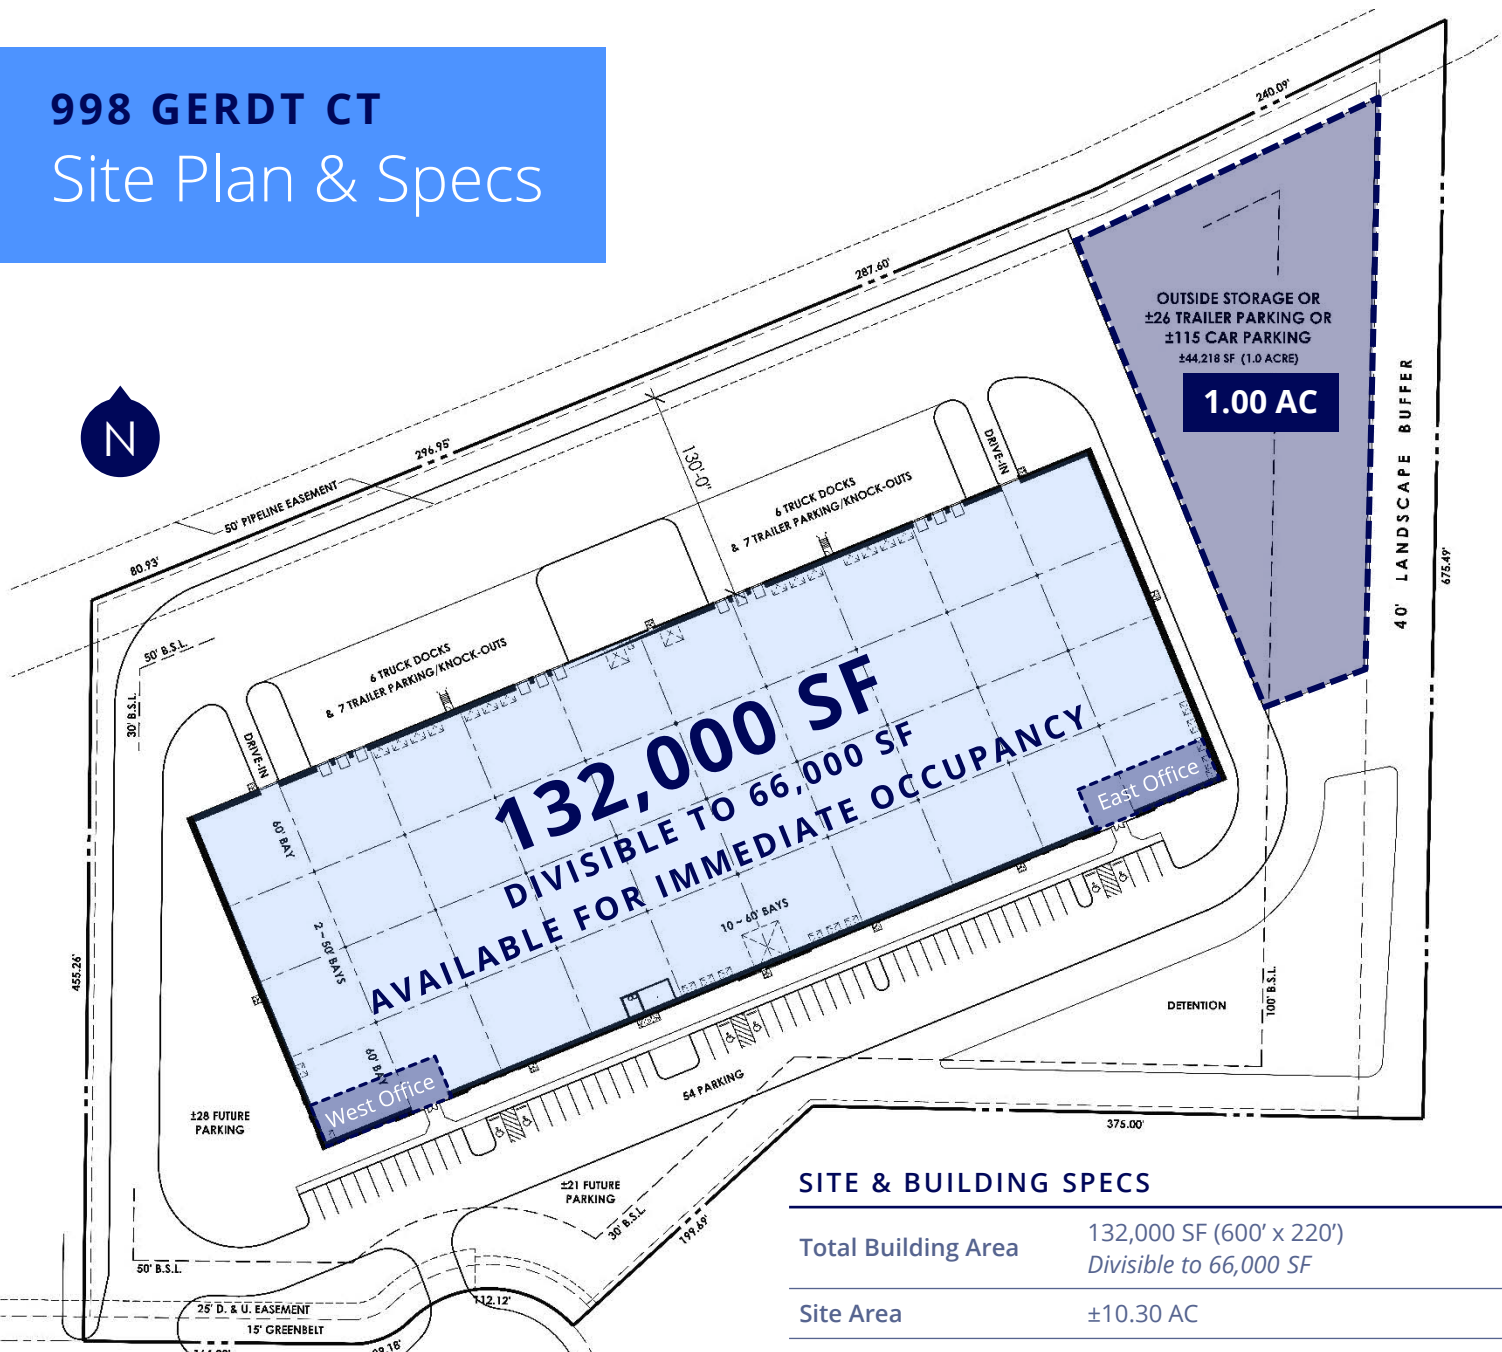 998 GERDT CT
Site Plan & Specs
240.09'
287.60'
OUTSIDE STORAGE OR
±26 TRAILER PARKING OR
±115 CAR PARKING
±44,218 SF (1.0 ACRE)
1.00 AC
N
296.95'
50' PIPELINE EASEMENT
80.93'
130'-0"
DRIVE-IN
6 TRUCK DOCKS
& 7 TRAILER PARKING/KNOCK-OUTS
40' LANDSCAPE BUFFER
675.49'
50' B.S.L.
30' B.S.L.
6 TRUCK DOCKS
& 7 TRAILER PARKING/KNOCK-OUTS
DRIVE-IN
132,000 SF
DIVISIBLE TO 66,000 SF
AVAILABLE FOR IMMEDIATE OCCUPANCY
East Office
60' BAY
2 ~ 50' BAYS
10 ~ 60' BAYS
60' BAY
West Office
455.26'
100' B.S.L.
DETENTION
54 PARKING
±28 FUTURE
PARKING
375.00'
±21 FUTURE
PARKING
30' B.S.L.
199.69'
50' B.S.L.
25' D. & U. EASEMENT
15' GREENBELT
112.12'
SITE & BUILDING SPECS
Total Building Area
132,000 SF (600' x 220')
Divisible to 66,000 SF
Site Area
±10.30 AC